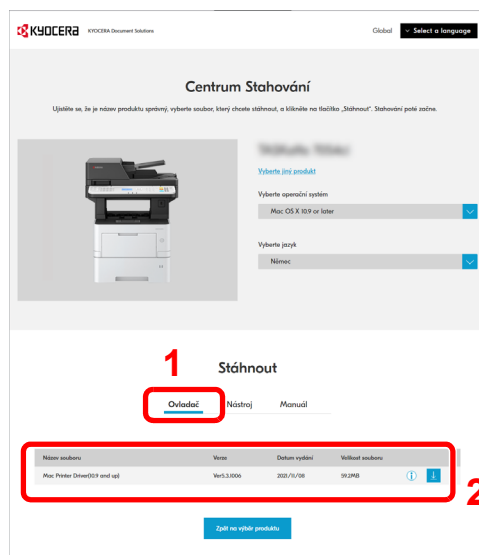 KYOCERA KYOCERA Document Solutions Global Select a language
Centrum Stahování
Ujistěte se, že je název produktu správný, vyberte soubor, který chcete stáhnout, a klikněte na tlačítko „Stáhnout". Stahování poté začne.
Vyberte jiný produkt
Vyberte operační systém
Mac OS X 10.9 or later
Vyberte jazyk
Němec
1
Stáhnout
Ovladač Nástroj Manuál
Název souboru Verze Datum vydání Velikost souboru
Mac Printer Driver(10.9 and up) Ver5.3.1006 2021/11/08 59.2MB
2
Zpět na výběr produktu